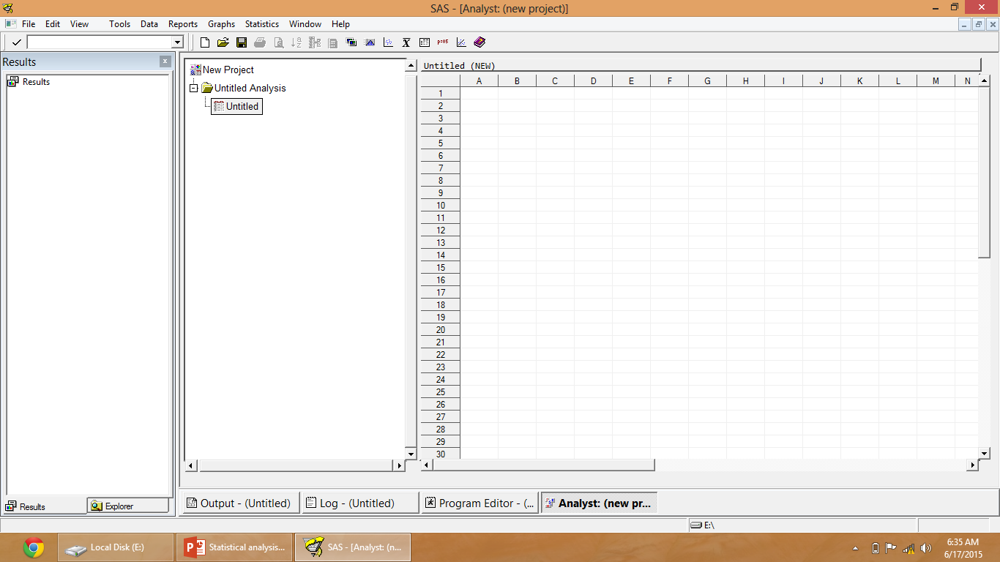 SAS - [Analyst: (new project)]
File Edit View Tools Data Reports Graphs Statistics Window Help
Results
Results
New Project
Untitled Analysis
Untitled
Untitled (NEW)
A B C D E F G H I J K L M N
1
2
3
4
5
6
7
8
9
10
11
12
13
14
15
16
17
18
19
20
21
22
23
24
25
26
27
28
29
30
Results Explorer
Output - (Untitled) Log - (Untitled) Program Editor - (... Analyst: (new pr...
E:\
Local Disk (E:) Statistical analysis... SAS - [Analyst: (n...
6:35 AM
6/17/2015